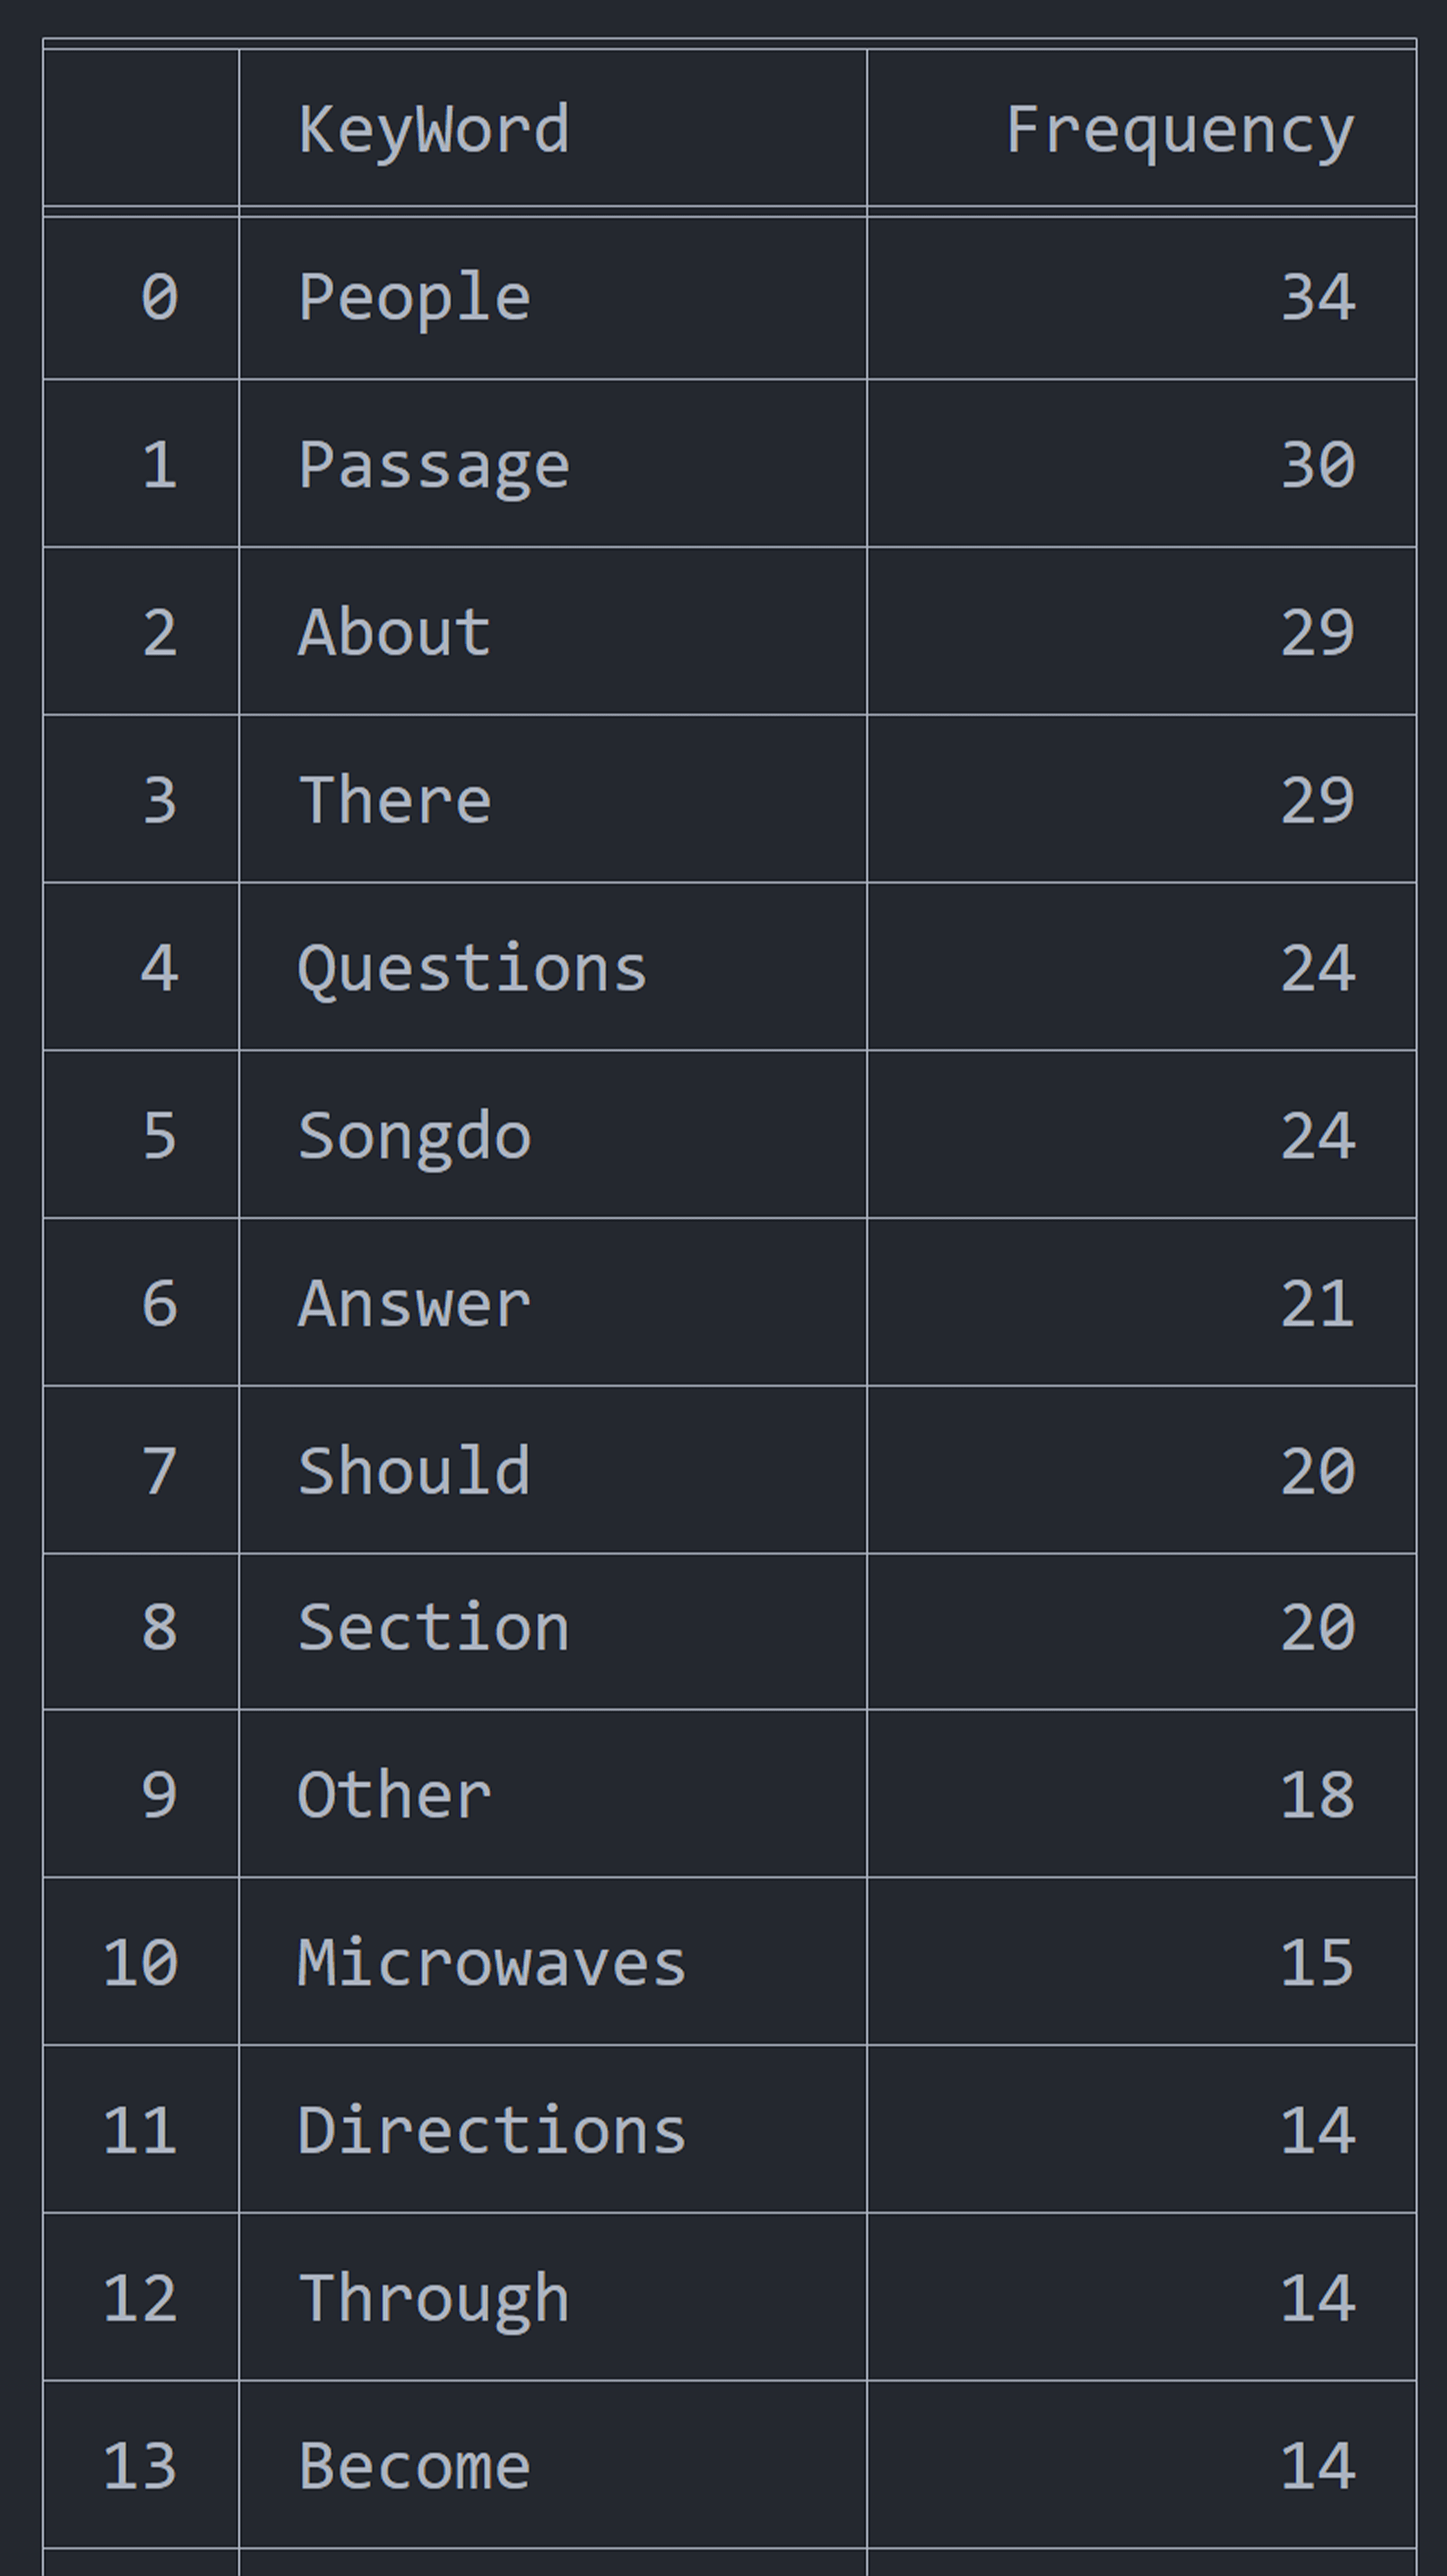 KeyWord Frequency
0 People 34
1 Passage 30
2 About 29
3 There 29
4 Questions 24
5 Songdo 24
6 Answer 21
7 Should 20
8 Section 20
9 Other 18
10 Microwaves 15
11 Directions 14
12 Through 14
13 Become 14